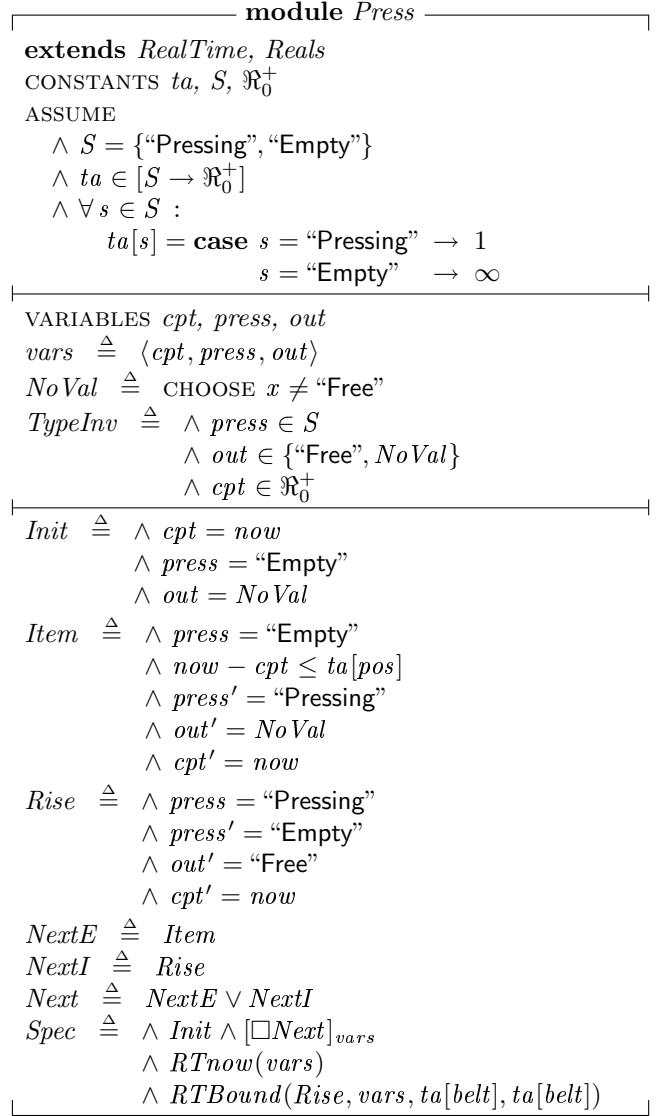 module Press
extends RealTime, Reals
CONSTANTS ta, S, ℜ₀⁺
ASSUME
∧ S = {“Pressing”, “Empty”}
∧ ta ∈ [S → ℜ₀⁺]
∧ ∀ s ∈ S :
ta[s] = case s = “Pressing” → 1
s = “Empty” → ∞
VARIABLES cpt, press, out
vars ≜ ⟨cpt, press, out⟩
NoVal ≜ CHOOSE x ≠ “Free”
TypeInv ≜ ∧ press ∈ S
∧ out ∈ {“Free”, NoVal}
∧ cpt ∈ ℜ₀⁺
Init ≜ ∧ cpt = now
∧ press = “Empty”
∧ out = NoVal
Item ≜ ∧ press = “Empty”
∧ now − cpt ≤ ta[pos]
∧ press′ = “Pressing”
∧ out′ = NoVal
∧ cpt′ = now
Rise ≜ ∧ press = “Pressing”
∧ press′ = “Empty”
∧ out′ = “Free”
∧ cpt′ = now
NextE ≜ Item
NextI ≜ Rise
Next ≜ NextE ∨ NextI
Spec ≜ ∧ Init ∧ [□Next]_vars
∧ RTnow(vars)
∧ RTBound(Rise, vars, ta[belt], ta[belt])